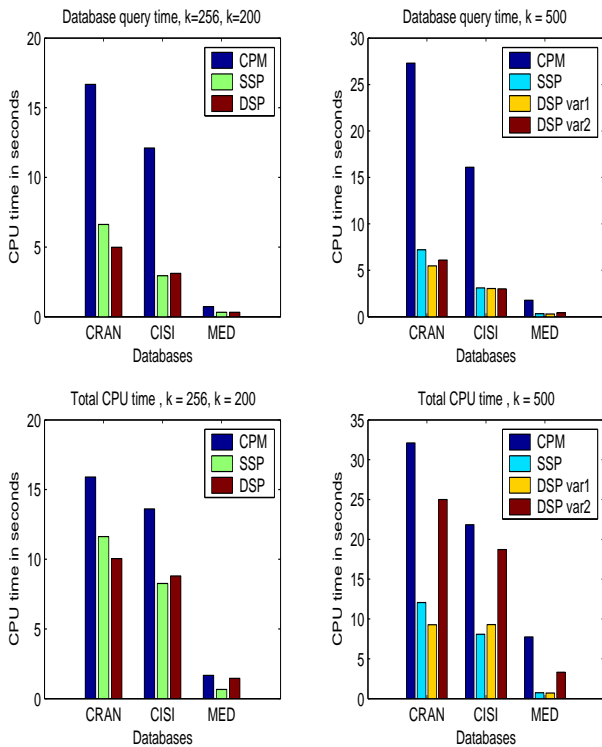 Database query time, k=256, k=200
20
15
10
5
0
CPU time in seconds
CPM
SSP
DSP
CRAN CISI MED
Databases
Database query time, k = 500
30
25
20
15
10
5
0
CPU time in seconds
CPM
SSP
DSP var1
DSP var2
CRAN CISI MED
Databases
Total CPU time , k = 256, k = 200
20
15
10
5
0
CPU time in seconds
CPM
SSP
DSP
CRAN CISI MED
Databases
Total CPU time , k = 500
35
30
25
20
15
10
5
0
CPU time in seconds
CPM
SSP
DSP var1
DSP var2
CRAN CISI MED
Databases